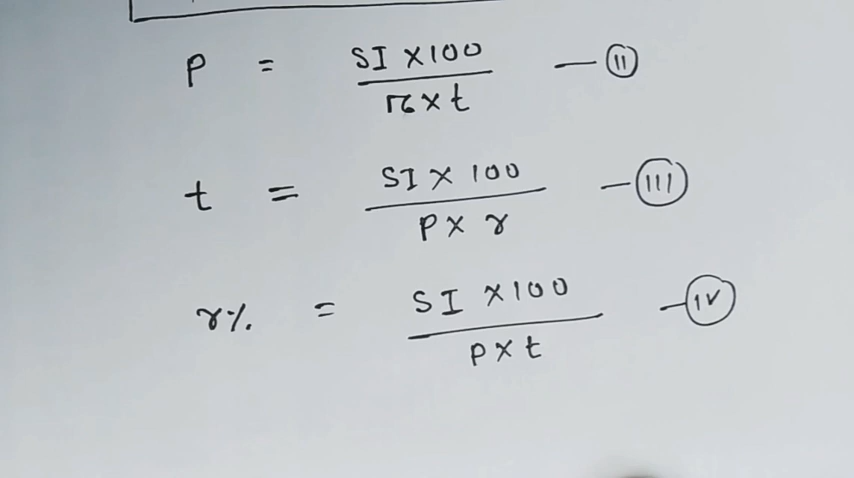 P = SI × 100 / r × t — (II)
t = SI × 100 / P × r — (III)
r% = SI × 100 / P × t — (IV)